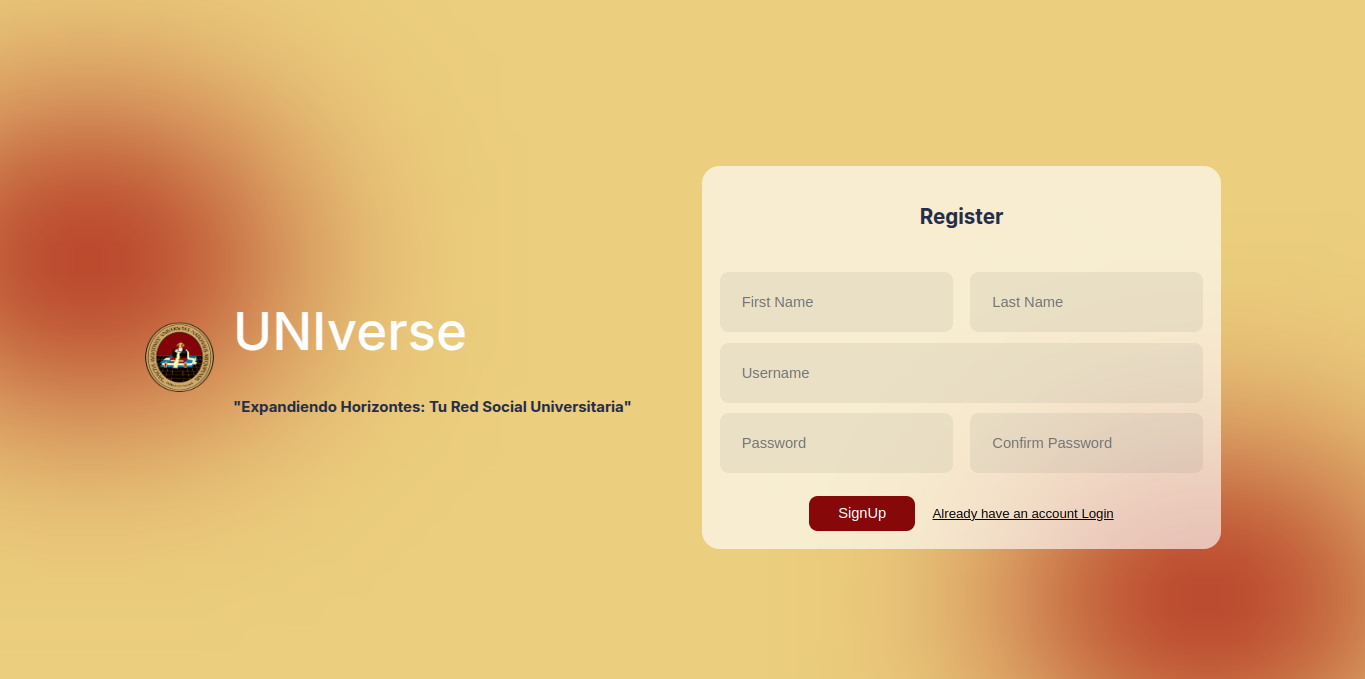 UNIverse
"Expandiendo Horizontes: Tu Red Social Universitaria"
Register
First Name
Last Name
Username
Password
Confirm Password
SignUp
Already have an account Login